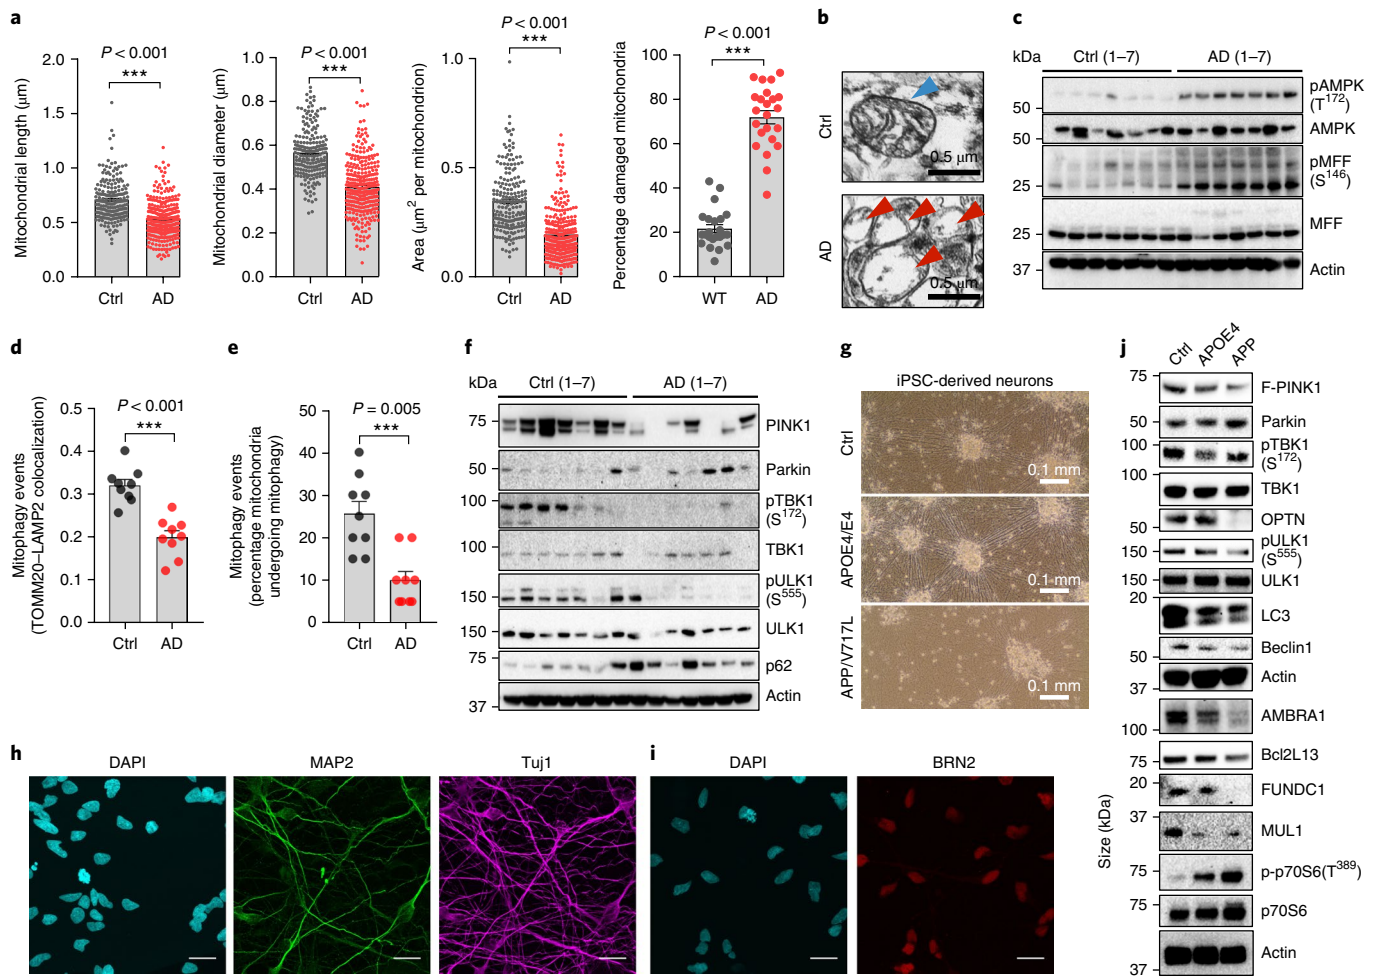 a
P < 0.001
***
Mitochondrial length (μm)
2.0
1.5
1.0
0.5
0.0
Ctrl AD
P < 0.001
***
Mitochondrial diameter (μm)
1.0
0.8
0.6
0.4
0.2
0.0
Ctrl AD
P < 0.001
***
Area (μm² per mitochondrion)
1.0
0.5
0.0
Ctrl AD
P < 0.001
***
Percentage damaged mitochondria
100
80
60
40
20
0
WT AD
b
Ctrl
0.5 μm
AD
0.5 μm
c
kDa Ctrl (1–7) AD (1–7)
50 pAMPK (T¹⁷²)
50 AMPK
25 pMFF (S¹⁴⁶)
25 MFF
37 Actin
d
P < 0.001
***
Mitophagy events
(TOMM20–LAMP2 colocalization)
0.5
0.4
0.3
0.2
0.1
0.0
Ctrl AD
e
P = 0.005
***
Mitophagy events
(percentage mitochondria
undergoing mitophagy)
50
40
30
20
10
0
Ctrl AD
f
kDa Ctrl (1–7) AD (1–7)
75 PINK1
50 Parkin
100 pTBK1 (S¹⁷²)
100 TBK1
150 pULK1 (S⁵⁵⁵)
150 ULK1
75 p62
37 Actin
g
iPSC-derived neurons
Ctrl
0.1 mm
APOE4/E4
0.1 mm
APP/V717L
0.1 mm
h
DAPI MAP2 Tuj1
i
DAPI BRN2
j
Ctrl APOE4 APP
Size (kDa)
75 F-PINK1
50 Parkin
100 pTBK1 (S¹⁷²)
100 TBK1
50 OPTN
150 pULK1 (S⁵⁵⁵)
150 ULK1
20 LC3
50 Beclin1
37 Actin
100 AMBRA1
75 Bcl2L13
20 FUNDC1
37 MUL1
75 p-p70S6(T³⁸⁹)
75 p70S6
37 Actin